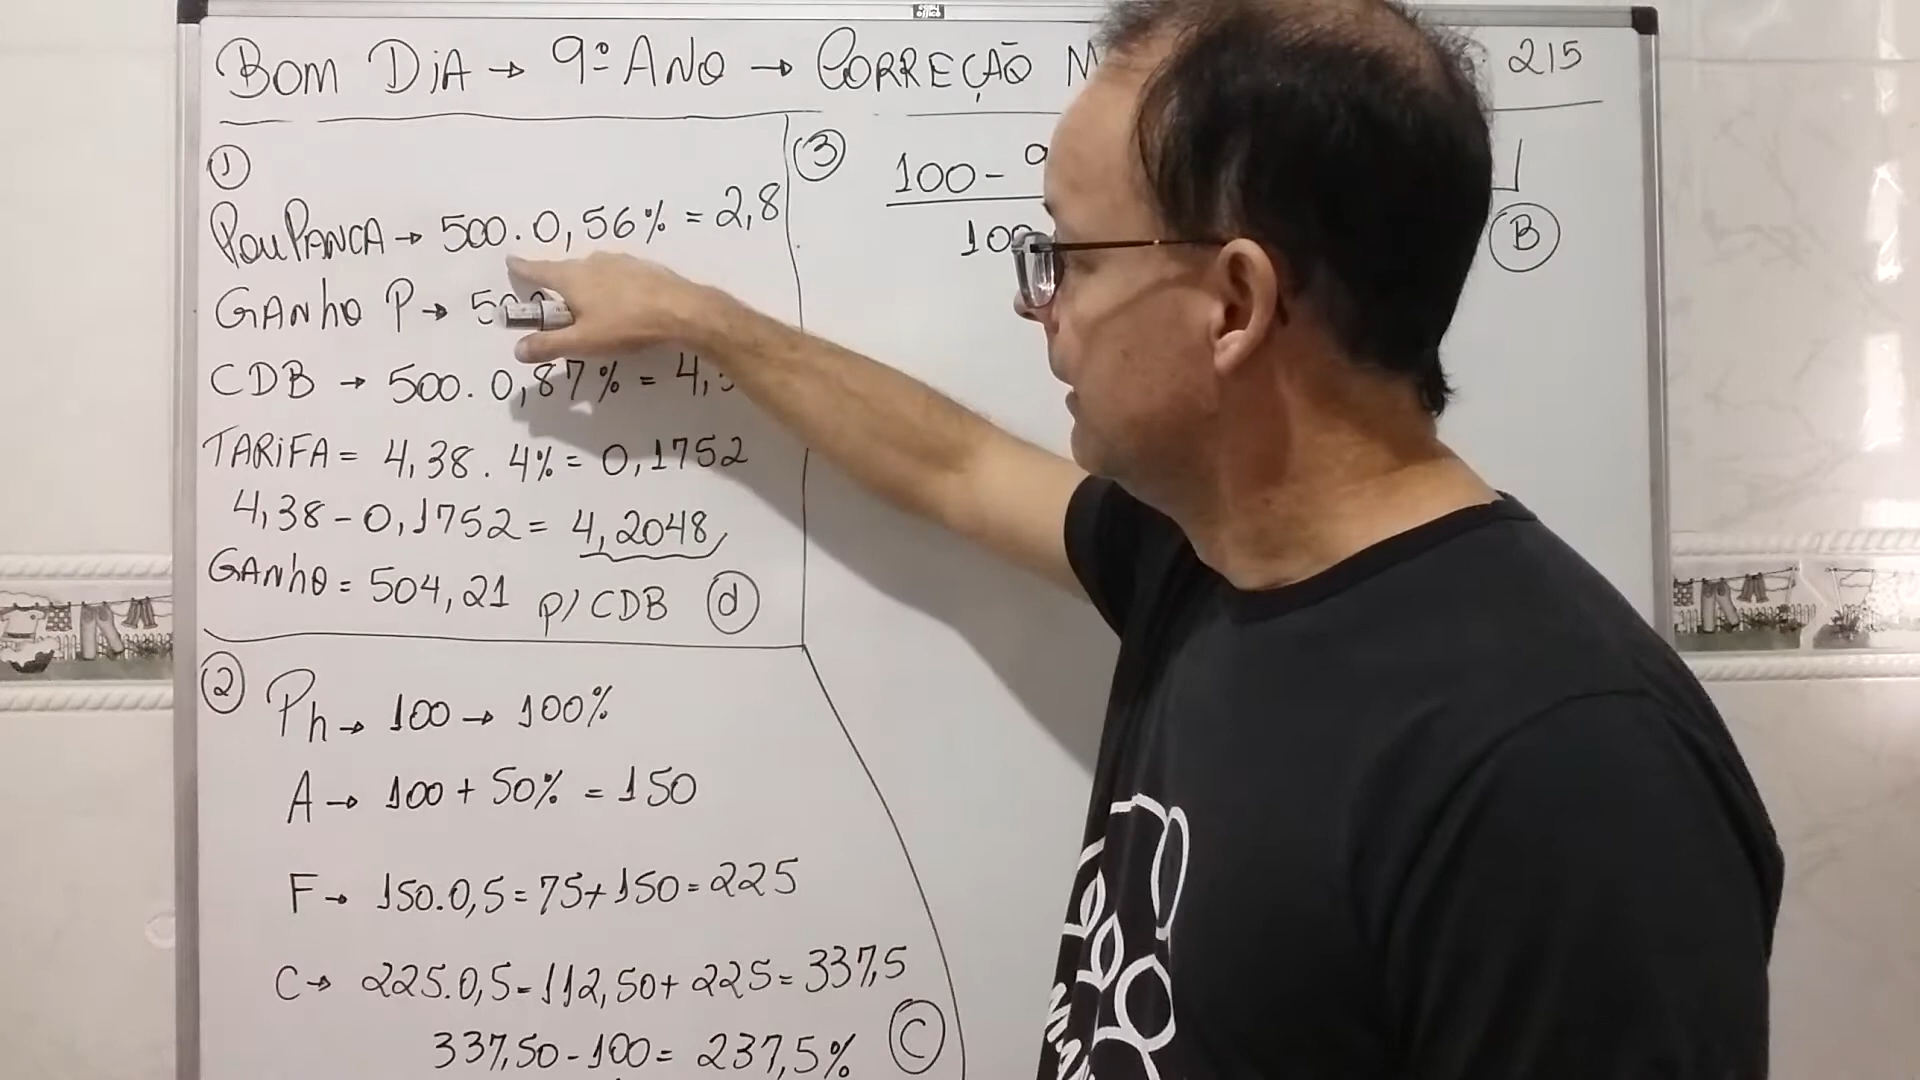 BOM DIA → 9º ANO → CORREÇÃO M 215
①
POUPANCA → 500.0,56% = 2,8
GANhO P → 50
CDB → 500.0,87% = 4,
TARIFA = 4,38 . 4% = 0,1752
4,38 - 0,1752 = 4,2048
GANhO = 504,21 p/ CDB ⓓ
②
Ph → 100 → 100%
A → 100 + 50% = 150
F → 150.0,5 = 75 + 150 = 225
C → 225.0,5 = 112,50 + 225 = 337,5
337,50 - 100 = 237,5% Ⓒ
③
100 -
100
Ⓑ